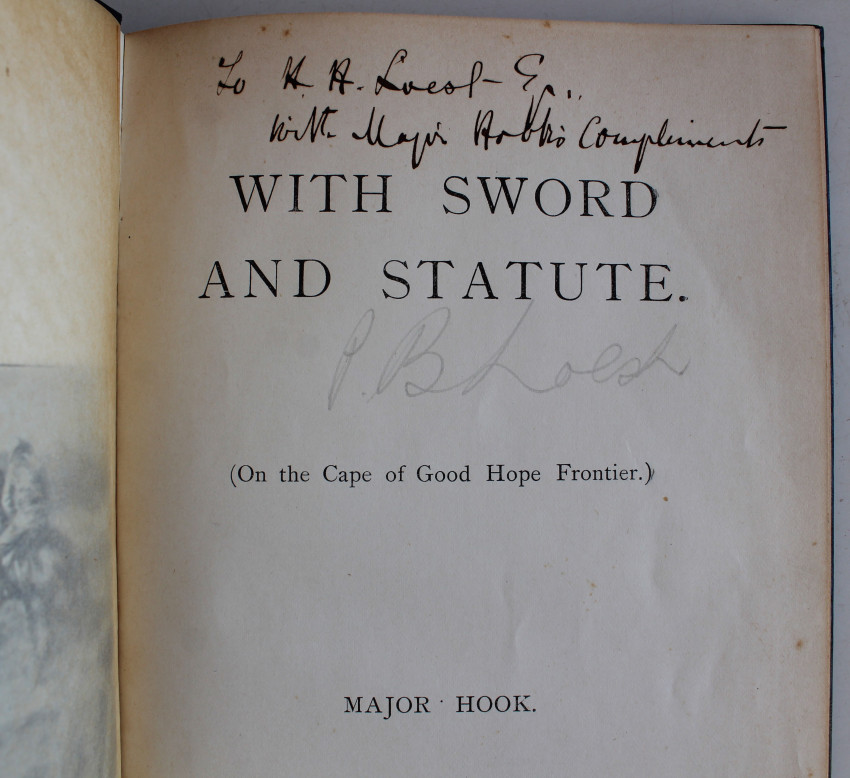 To H. H. Loest Esq.,
With Major Hook's Compliments
WITH SWORD
AND STATUTE.
P. B. Loesh
(On the Cape of Good Hope Frontier.)
MAJOR HOOK.